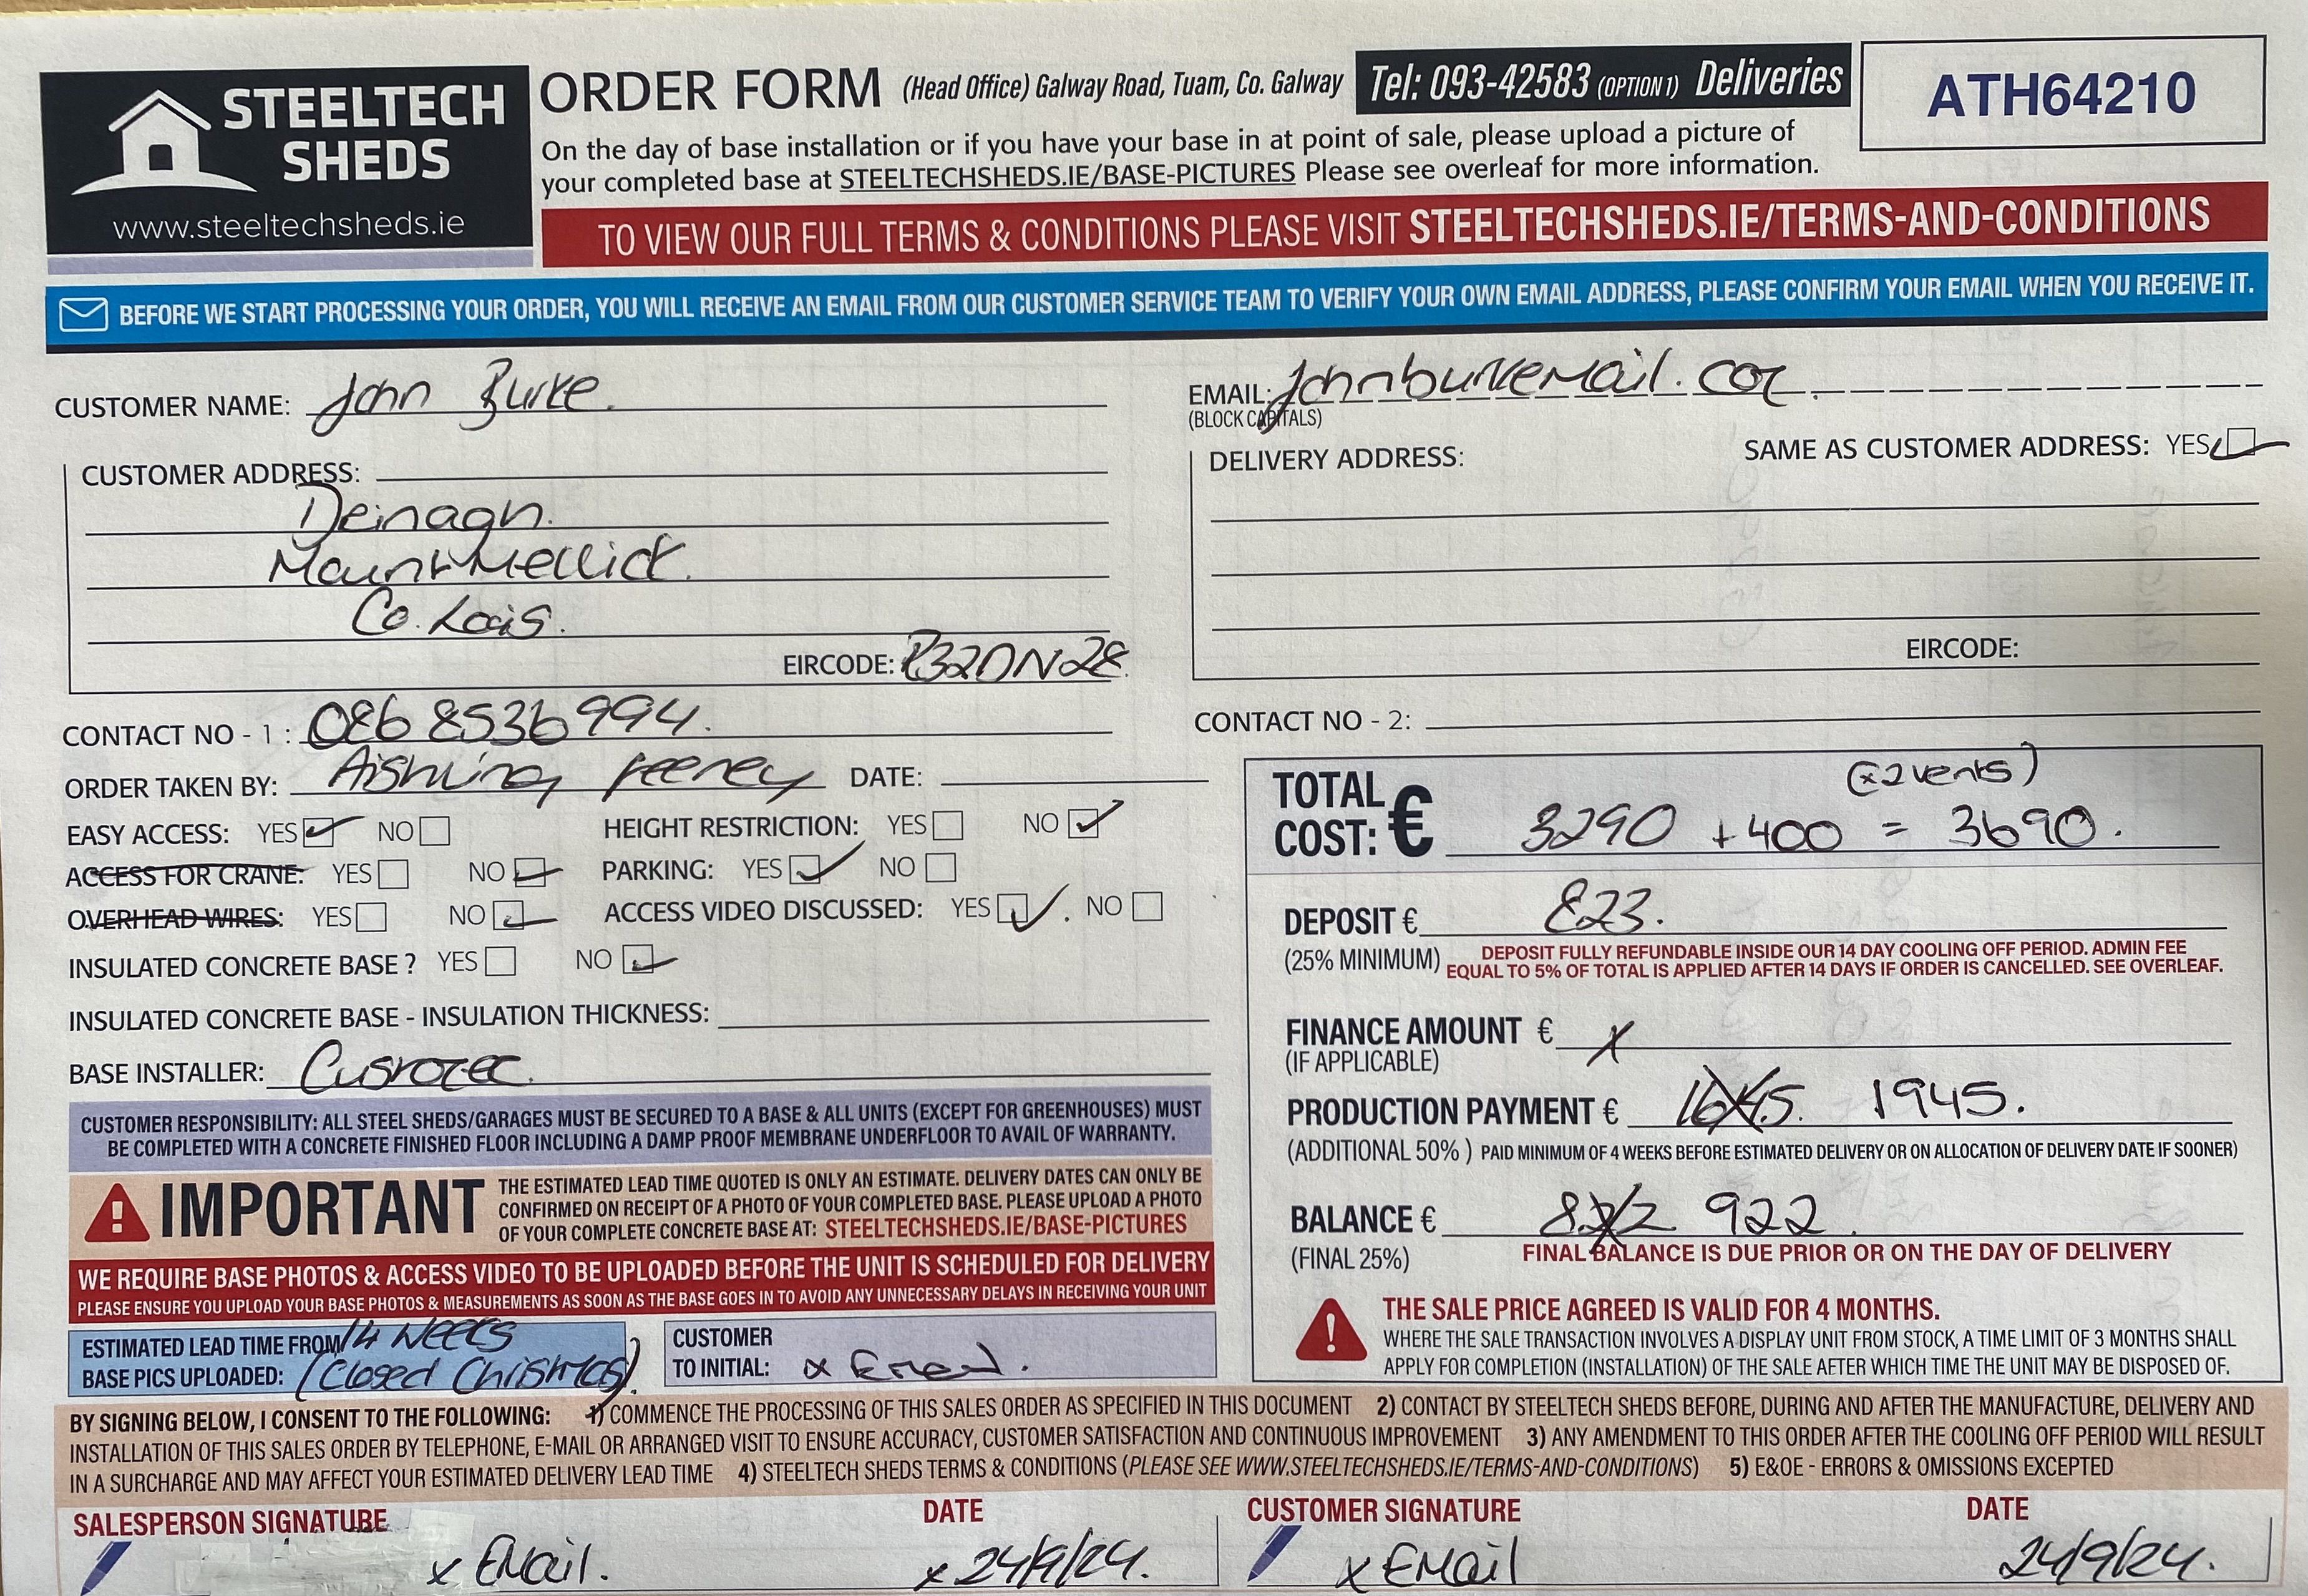 STEELTECH SHEDS
www.steeltechsheds.ie
ORDER FORM (Head Office) Galway Road, Tuam, Co. Galway Tel: 093-42583 (OPTION 1) Deliveries
ATH64210
On the day of base installation or if you have your base in at point of sale, please upload a picture of
your completed base at STEELTECHSHEDS.IE/BASE-PICTURES Please see overleaf for more information.
TO VIEW OUR FULL TERMS & CONDITIONS PLEASE VISIT STEELTECHSHEDS.IE/TERMS-AND-CONDITIONS
BEFORE WE START PROCESSING YOUR ORDER, YOU WILL RECEIVE AN EMAIL FROM OUR CUSTOMER SERVICE TEAM TO VERIFY YOUR OWN EMAIL ADDRESS, PLEASE CONFIRM YOUR EMAIL WHEN YOU RECEIVE IT.
CUSTOMER NAME: John Burke.
EMAIL: Johnburkemail.com
(BLOCK CAPITALS)
CUSTOMER ADDRESS:
Deinagh.
MountMellick.
Co. Laois.
EIRCODE: R32DN28.
DELIVERY ADDRESS: SAME AS CUSTOMER ADDRESS: YES
EIRCODE:
CONTACT NO - 1: 086 8536994.
CONTACT NO - 2:
ORDER TAKEN BY: Aishling Feeney DATE:
EASY ACCESS: YES NO HEIGHT RESTRICTION: YES NO
ACCESS FOR CRANE: YES NO PARKING: YES NO
OVERHEAD WIRES: YES NO ACCESS VIDEO DISCUSSED: YES NO
INSULATED CONCRETE BASE? YES NO
INSULATED CONCRETE BASE - INSULATION THICKNESS:
BASE INSTALLER: Customer.
CUSTOMER RESPONSIBILITY: ALL STEEL SHEDS/GARAGES MUST BE SECURED TO A BASE & ALL UNITS (EXCEPT FOR GREENHOUSES) MUST
BE COMPLETED WITH A CONCRETE FINISHED FLOOR INCLUDING A DAMP PROOF MEMBRANE UNDERFLOOR TO AVAIL OF WARRANTY.
IMPORTANT
THE ESTIMATED LEAD TIME QUOTED IS ONLY AN ESTIMATE. DELIVERY DATES CAN ONLY BE
CONFIRMED ON RECEIPT OF A PHOTO OF YOUR COMPLETED BASE. PLEASE UPLOAD A PHOTO
OF YOUR COMPLETE CONCRETE BASE AT: STEELTECHSHEDS.IE/BASE-PICTURES
WE REQUIRE BASE PHOTOS & ACCESS VIDEO TO BE UPLOADED BEFORE THE UNIT IS SCHEDULED FOR DELIVERY
PLEASE ENSURE YOU UPLOAD YOUR BASE PHOTOS & MEASUREMENTS AS SOON AS THE BASE GOES IN TO AVOID ANY UNNECESSARY DELAYS IN RECEIVING YOUR UNIT
ESTIMATED LEAD TIME FROM 14 Weeks
BASE PICS UPLOADED: (Closed Christmas).
CUSTOMER
TO INITIAL: x Email.
(x2vents)
TOTAL COST: € 3290 + 400 = 3690.
DEPOSIT € 823.
(25% MINIMUM) DEPOSIT FULLY REFUNDABLE INSIDE OUR 14 DAY COOLING OFF PERIOD. ADMIN FEE
EQUAL TO 5% OF TOTAL IS APPLIED AFTER 14 DAYS IF ORDER IS CANCELLED. SEE OVERLEAF.
FINANCE AMOUNT € x
(IF APPLICABLE)
PRODUCTION PAYMENT € 1645. 1945.
(ADDITIONAL 50%) PAID MINIMUM OF 4 WEEKS BEFORE ESTIMATED DELIVERY OR ON ALLOCATION OF DELIVERY DATE IF SOONER)
BALANCE € 822 922.
(FINAL 25%) FINAL BALANCE IS DUE PRIOR OR ON THE DAY OF DELIVERY
THE SALE PRICE AGREED IS VALID FOR 4 MONTHS.
WHERE THE SALE TRANSACTION INVOLVES A DISPLAY UNIT FROM STOCK, A TIME LIMIT OF 3 MONTHS SHALL
APPLY FOR COMPLETION (INSTALLATION) OF THE SALE AFTER WHICH TIME THE UNIT MAY BE DISPOSED OF.
BY SIGNING BELOW, I CONSENT TO THE FOLLOWING: 1) COMMENCE THE PROCESSING OF THIS SALES ORDER AS SPECIFIED IN THIS DOCUMENT 2) CONTACT BY STEELTECH SHEDS BEFORE, DURING AND AFTER THE MANUFACTURE, DELIVERY AND
INSTALLATION OF THIS SALES ORDER BY TELEPHONE, E-MAIL OR ARRANGED VISIT TO ENSURE ACCURACY, CUSTOMER SATISFACTION AND CONTINUOUS IMPROVEMENT 3) ANY AMENDMENT TO THIS ORDER AFTER THE COOLING OFF PERIOD WILL RESULT
IN A SURCHARGE AND MAY AFFECT YOUR ESTIMATED DELIVERY LEAD TIME 4) STEELTECH SHEDS TERMS & CONDITIONS (PLEASE SEE WWW.STEELTECHSHEDS.IE/TERMS-AND-CONDITIONS) 5) E&OE - ERRORS & OMISSIONS EXCEPTED
SALESPERSON SIGNATURE DATE CUSTOMER SIGNATURE DATE
x EMail. x 24/9/24. x EMail 24/9/24.